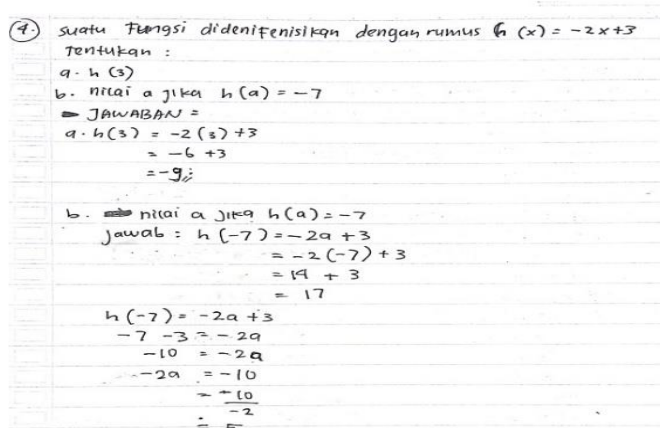 4. suatu Fungsi didenifenisikan dengan rumus h (x) = -2x+3
Tentukan :
a. h (3)
b. nilai a jika h(a) = -7
JAWABAN =
a. h(3) = -2(3) +3
= -6 +3
= -9
b. nilai a jika h(a) = -7
Jawab : h (-7) = -2a + 3
= -2 (-7) + 3
= 14 + 3
= 17
h (-7) = -2a +3
-7 -3 = -2a
-10 = -2a
-2a = -10
= -10
-2
= 5